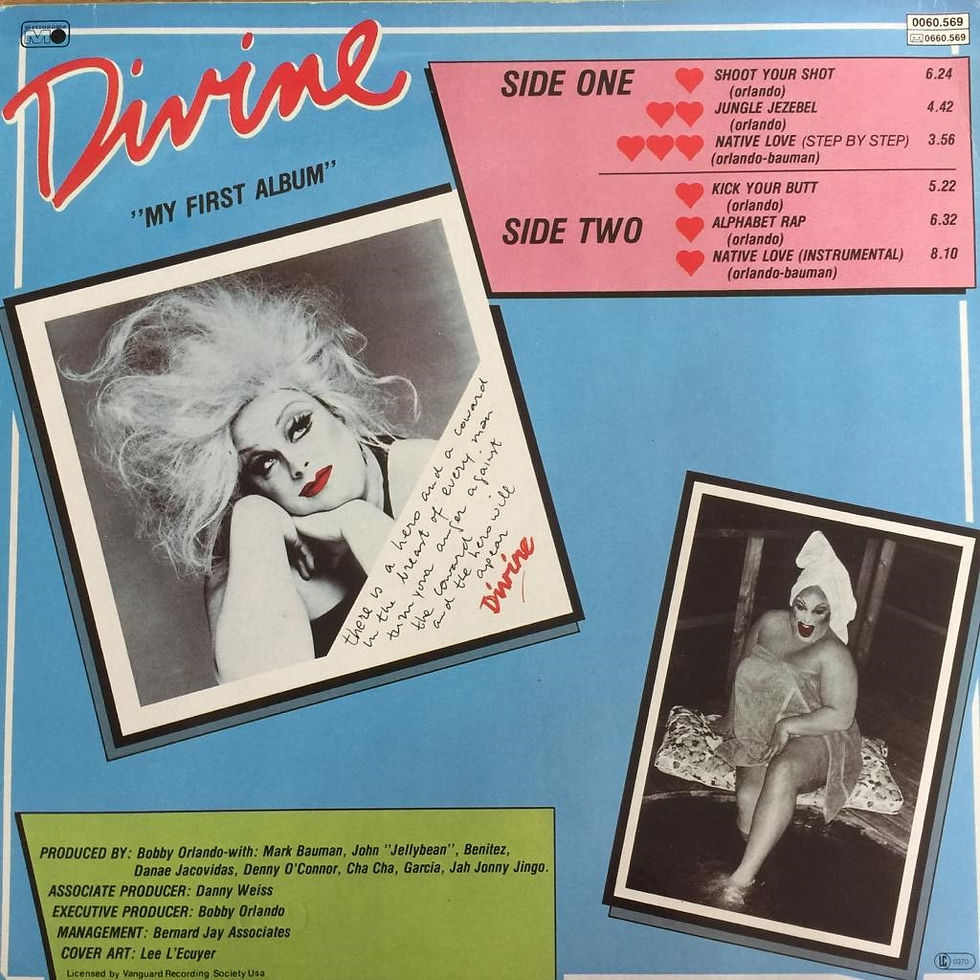 metronome
0060.569
0660.569
Divine
"MY FIRST ALBUM"
SIDE ONE
SHOOT YOUR SHOT 6.24
(orlando)
JUNGLE JEZEBEL 4.42
(orlando)
NATIVE LOVE (STEP BY STEP) 3.56
(orlando-bauman)
SIDE TWO
KICK YOUR BUTT 5.22
(orlando)
ALPHABET RAP 6.32
(orlando)
NATIVE LOVE (INSTRUMENTAL) 8.10
(orlando-bauman)
there is a hero and a coward
in the breast of every man
turn your anger against
the coward
and the hero will
apear
Divine
PRODUCED BY: Bobby Orlando-with: Mark Bauman, John "Jellybean", Benitez,
Danae Jacovidas, Denny O'Connor, Cha Cha, Garcia, Jah Jonny Jingo.
ASSOCIATE PRODUCER: Danny Weiss
EXECUTIVE PRODUCER: Bobby Orlando
MANAGEMENT: Bernard Jay Associates
COVER ART: Lee L'Ecuyer
Licensed by Vanguard Recording Society Usa
LC 0270